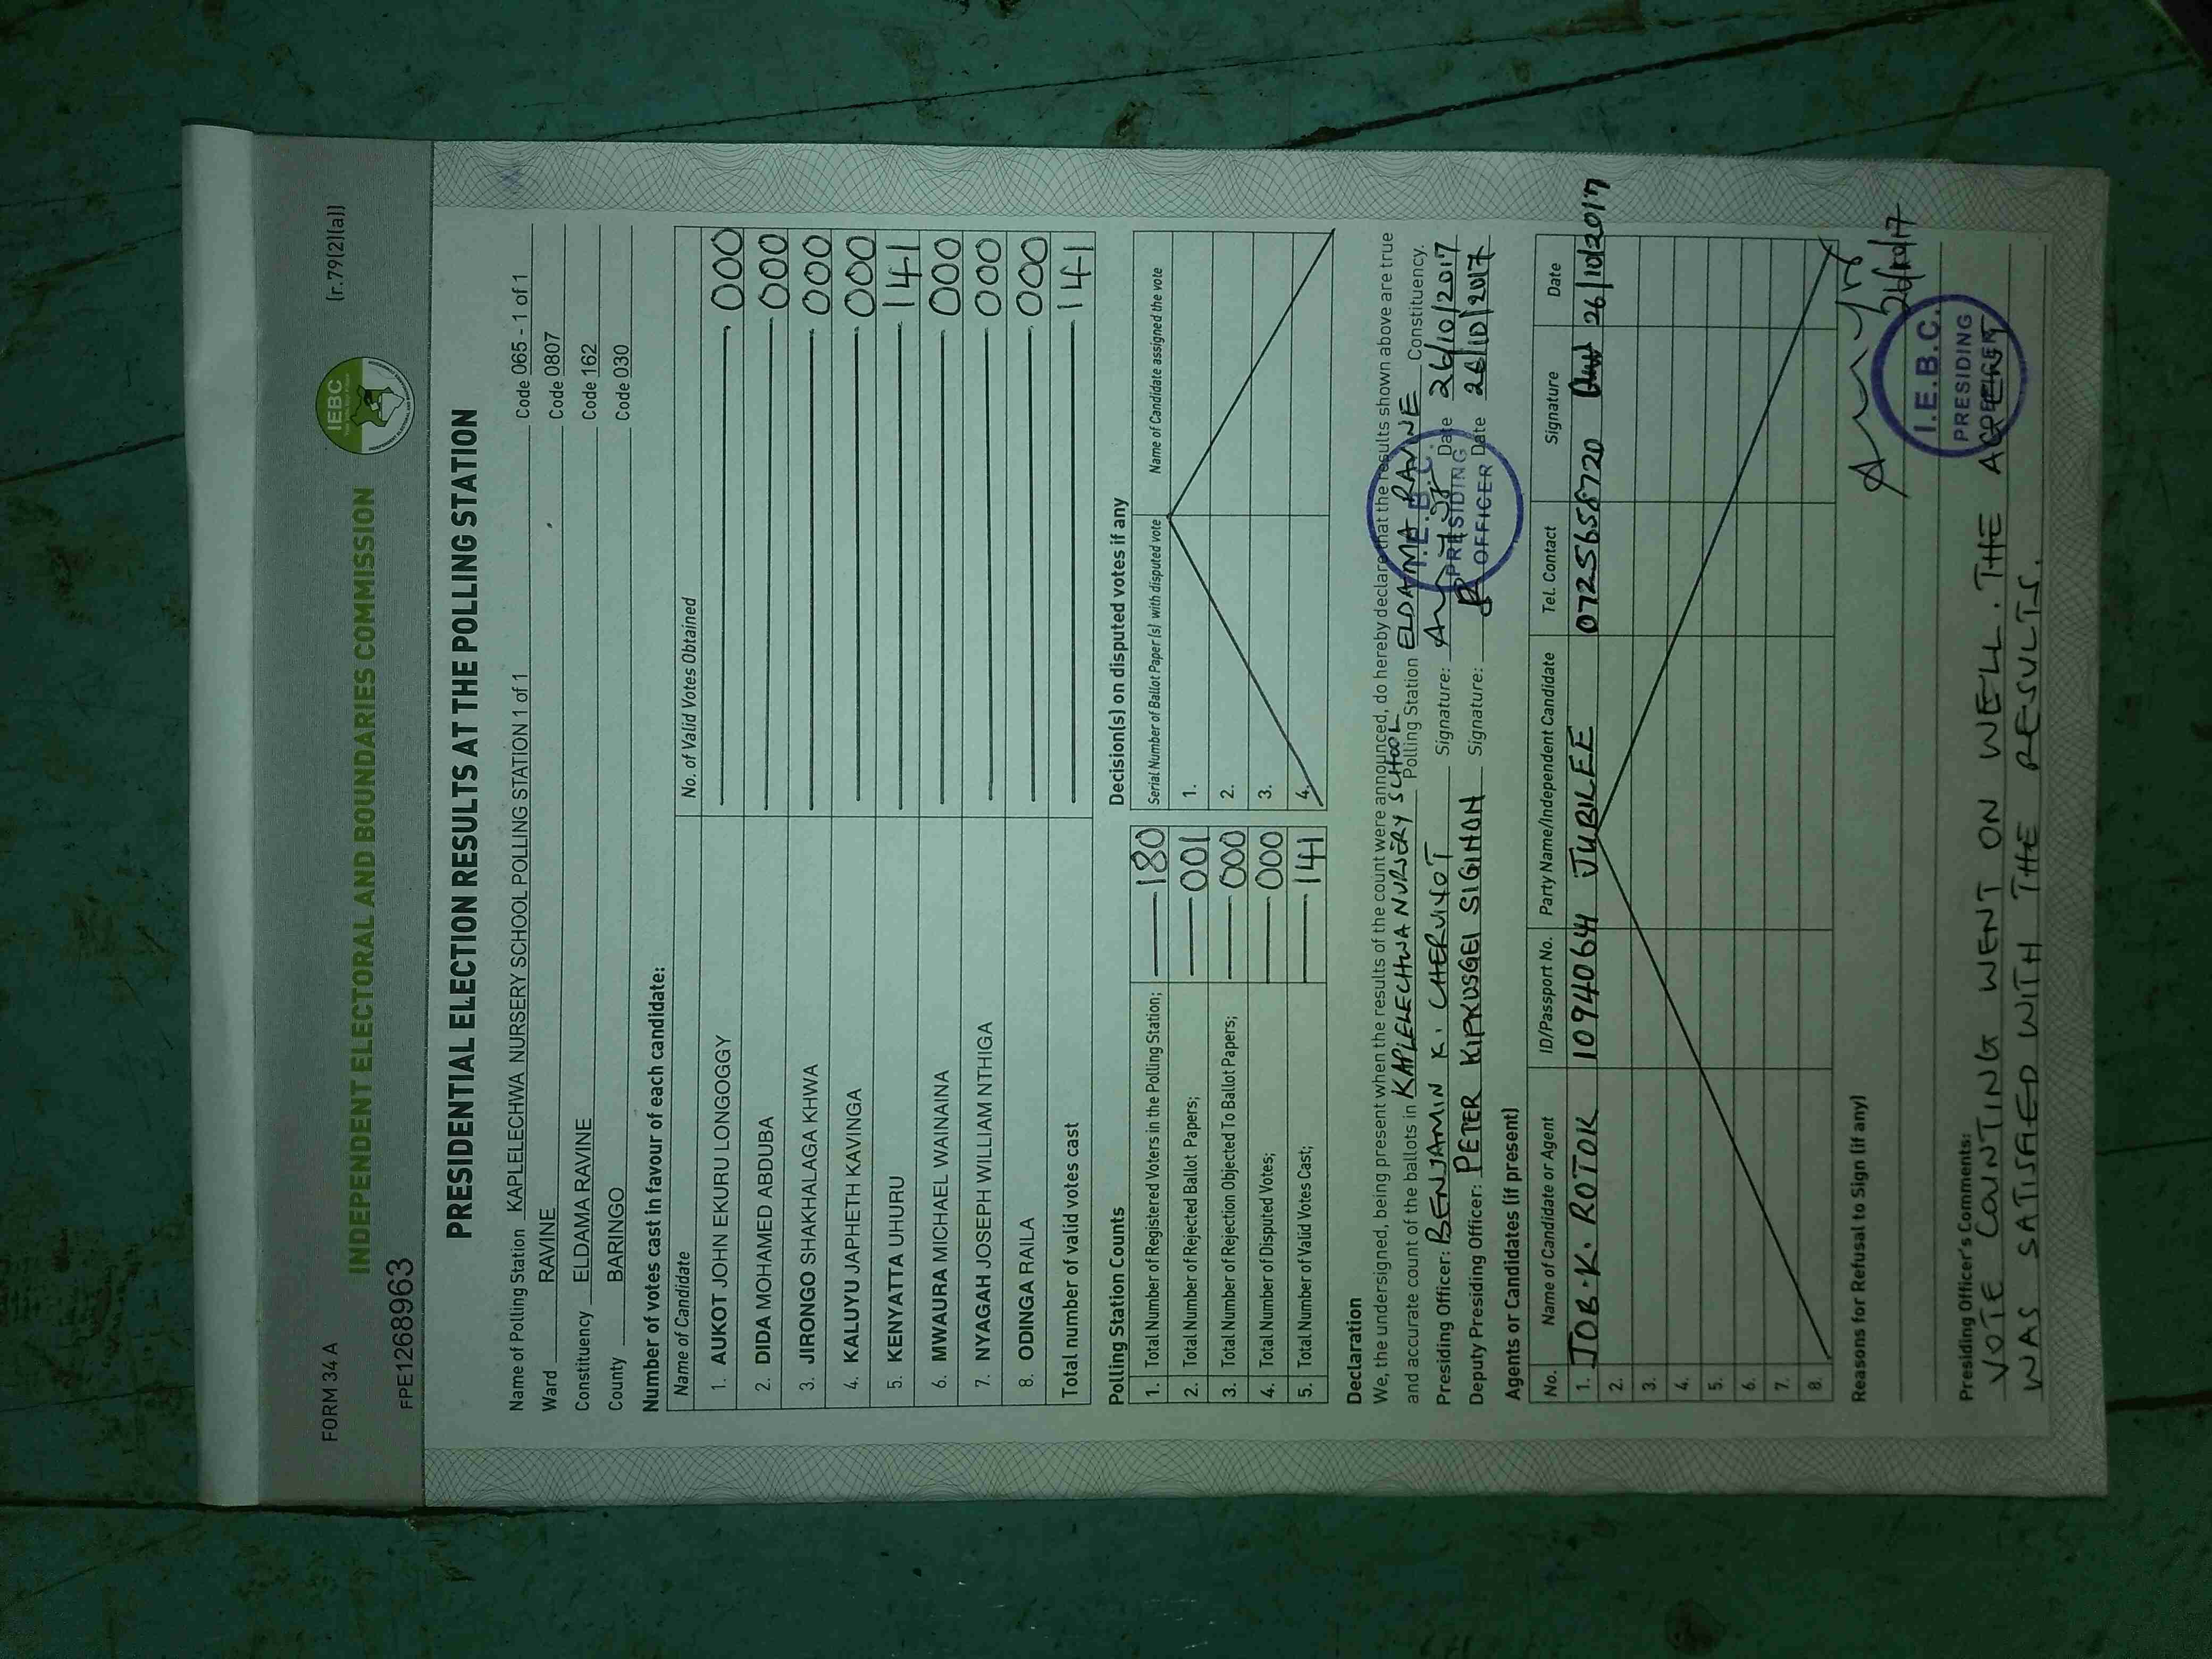 FORM 34 A
[r.79(2)(a)]
IEBC
INDEPENDENT ELECTORAL AND BOUNDARIES COMMISSION
FPE1268963
PRESIDENTIAL ELECTION RESULTS AT THE POLLING STATION
Name of Polling Station KAPLELECHWA NURSERY SCHOOL POLLING STATION 1 of 1 Code 065 - 1 of 1
Ward RAVINE Code 0807
Constituency ELDAMA RAVINE Code 162
County BARINGO Code 030
Number of votes cast in favour of each candidate:
Name of Candidate No. of Valid Votes Obtained
1. AUKOT JOHN EKURU LONGOGGY 000
2. DIDA MOHAMED ABDUBA 000
3. JIRONGO SHAKHALAGA KHWA 000
4. KALUYU JAPHETH KAVINGA 000
5. KENYATTA UHURU 141
6. MWAURA MICHAEL WAINAINA 000
7. NYAGAH JOSEPH WILLIAM NTHIGA 000
8. ODINGA RAILA 000
Total number of valid votes cast 141
Polling Station Counts
1. Total Number of Registered Voters in the Polling Station; 180
2. Total Number of Rejected Ballot Papers; 001
3. Total Number of Rejection Objected To Ballot Papers; 000
4. Total Number of Disputed Votes; 000
5. Total Number of Valid Votes Cast; 141
Decision(s) on disputed votes if any
Serial Number of Ballot Paper(s) with disputed vote Name of Candidate assigned the vote
1.
2.
3.
4.
Declaration
We, the undersigned, being present when the results of the count were announced, do hereby declare that the results shown above are true
and accurate count of the ballots in KAPLELECHWA NURSERY SCHOOL Polling Station ELDAMA RAVINE Constituency.
Presiding Officer: BENJAMIN K. CHERUIYOT Signature: Date 26/10/2017
Deputy Presiding Officer: PETER KIPKUSGEI SIGIHON Signature: Date 26/10/2017
I.E.B.C.
PRESIDING
OFFICER
Agents or Candidates (if present)
No. Name of Candidate or Agent ID/Passport No. Party Name/Independent Candidate Tel. Contact Signature Date
1. JOB.K. ROTOK 10940641 JUBILEE 0725658720 26/10/2017
2.
3.
4.
5.
6.
7.
8.
Reasons for Refusal to Sign (if any)
26/10/17
I.E.B.C.
PRESIDING
OFFICER
Presiding Officer's Comments:
VOTE COUNTING WENT ON WELL. THE AGENT
WAS SATISFIED WITH THE RESULTS.